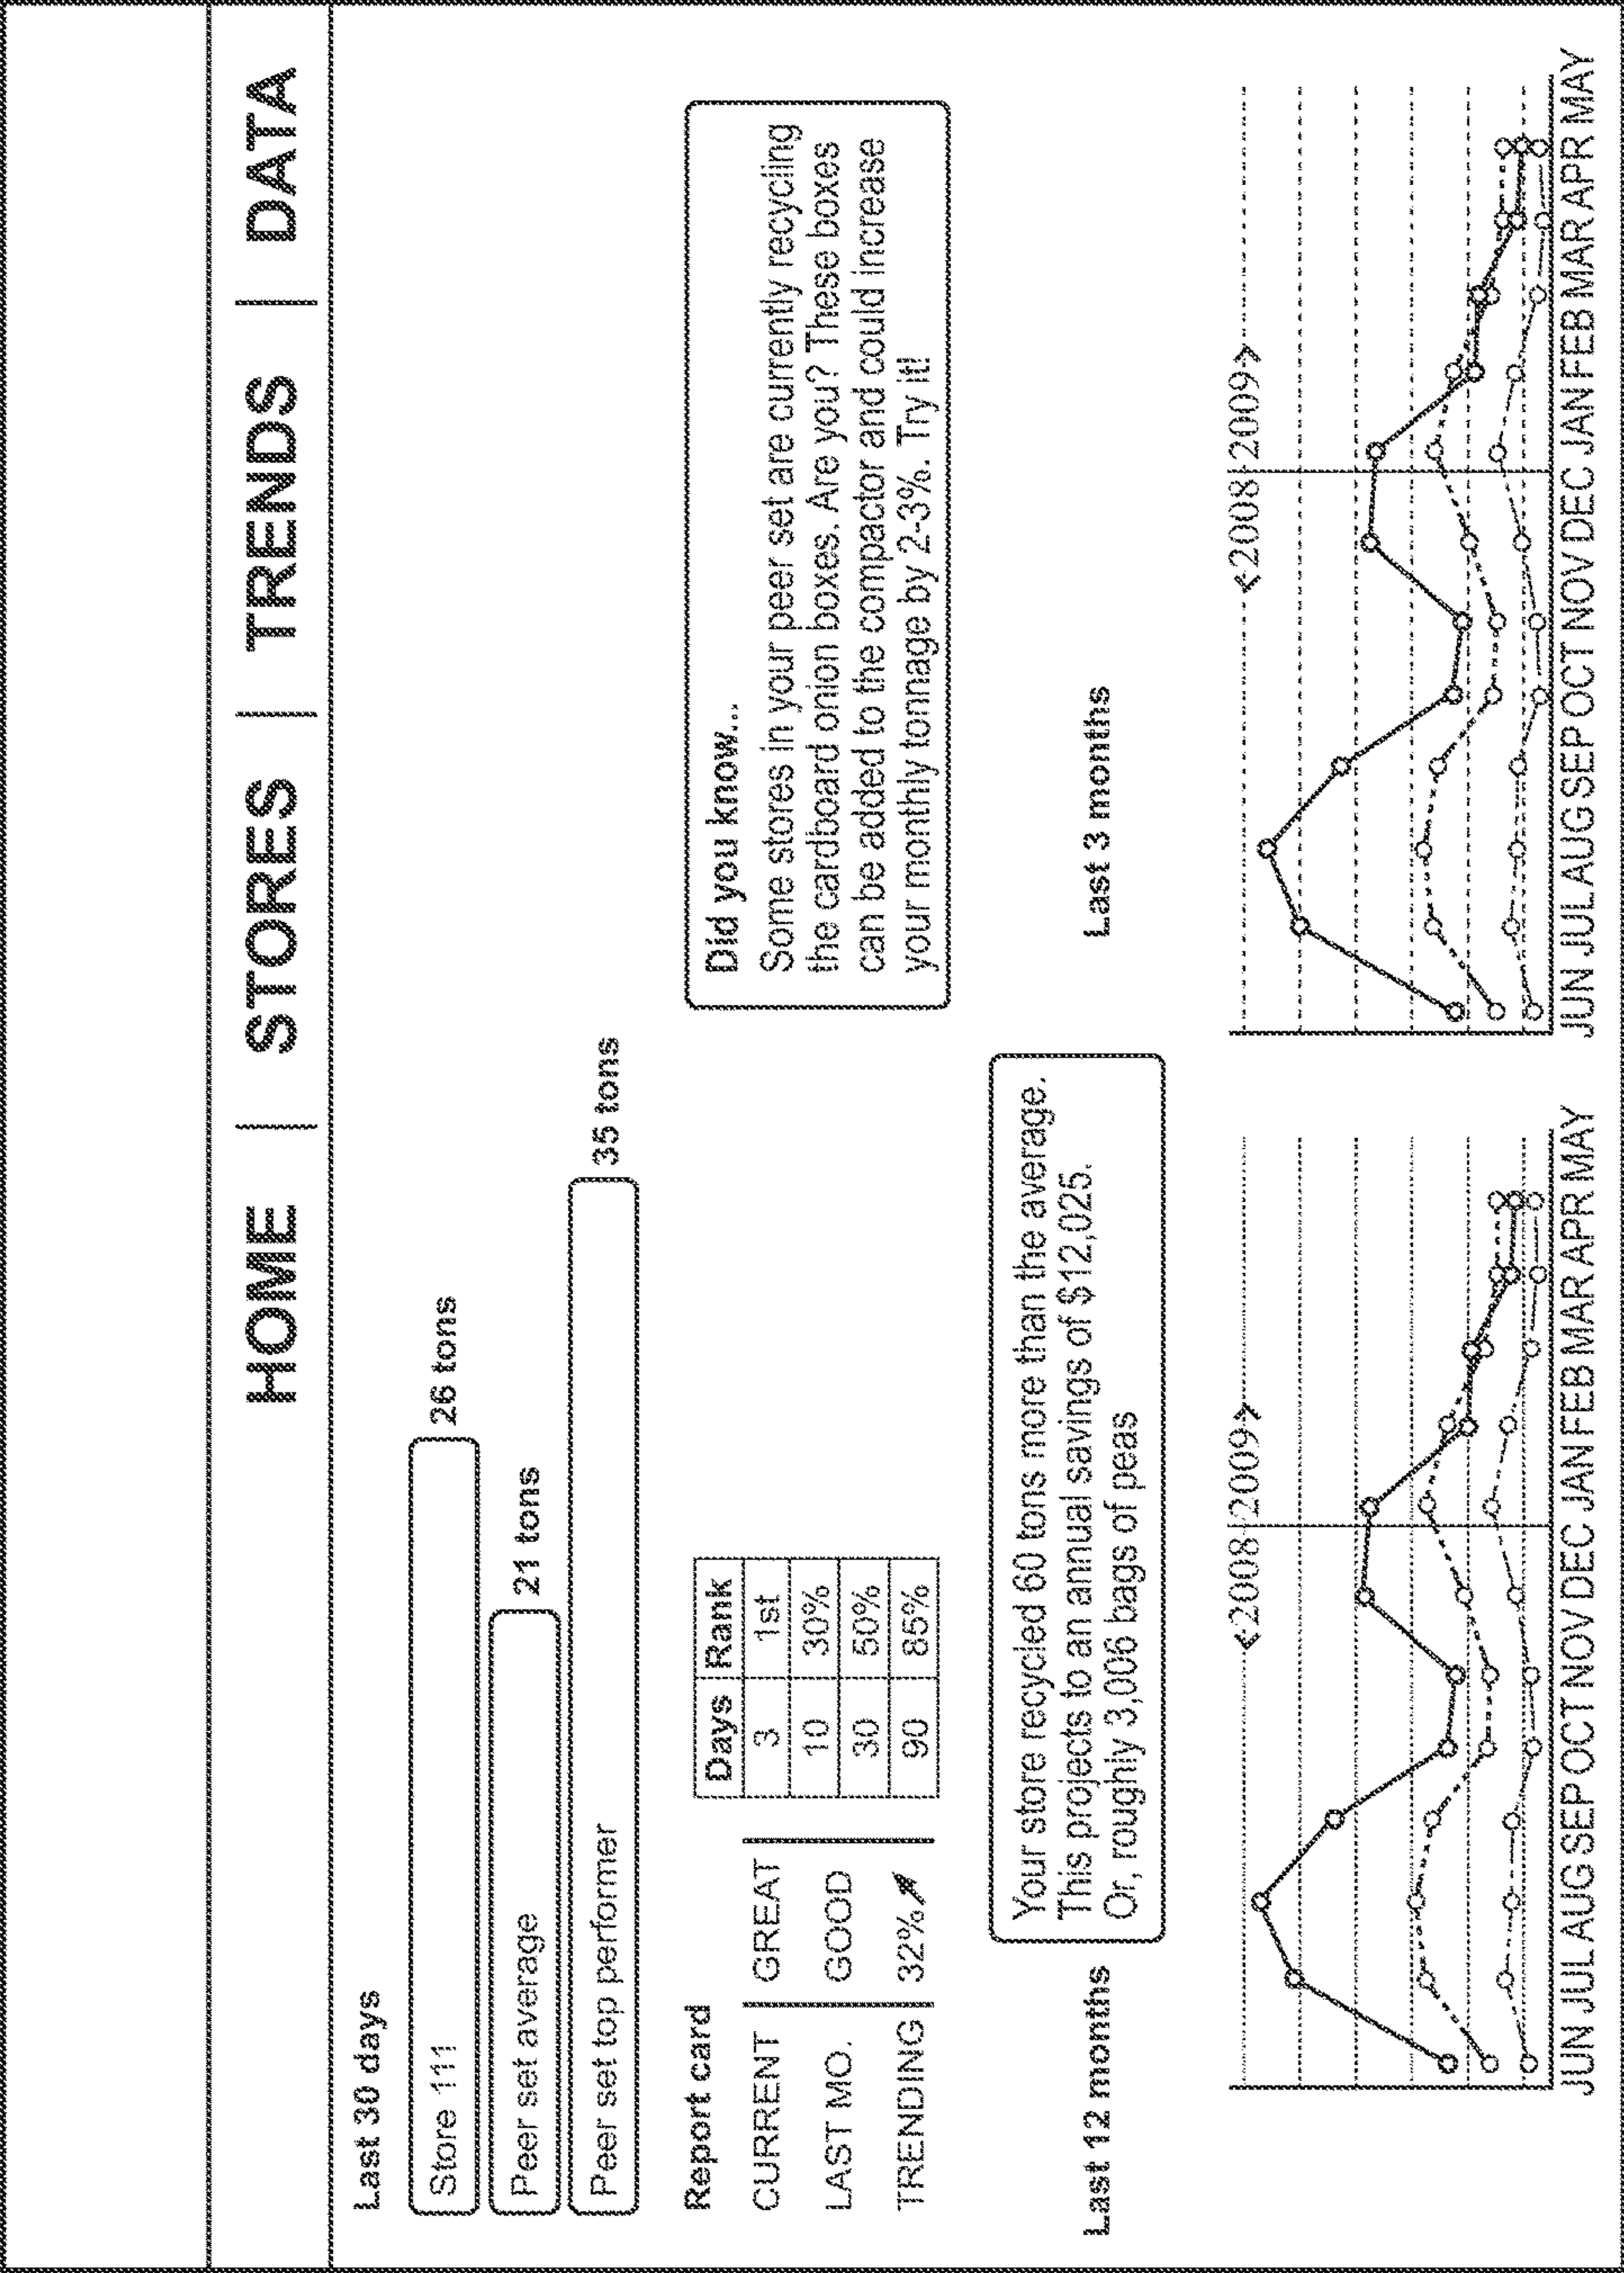 HOME | STORES | TRENDS | DATA
Last 30 days
Store 111
26 tons
Peer set average
21 tons
Peer set top performer
35 tons
Report card
CURRENT GREAT
LAST MO. GOOD
TRENDING 32%
Days Rank
3 1st
10 30%
30 50%
90 85%
Did you know...
Some stores in your peer set are currently recycling
the cardboard onion boxes. Are you? These boxes
can be added to the compactor and could increase
your monthly tonnage by 2-3%. Try it!
Last 12 months
Your store recycled 60 tons more than the average.
This projects to an annual savings of $12,025.
Or, roughly 3,006 bags of peas
Last 3 months
<2008 2009>
JUN JUL AUG SEP OCT NOV DEC JAN FEB MAR APR MAY
<2008 2009>
JUN JUL AUG SEP OCT NOV DEC JAN FEB MAR APR MAY